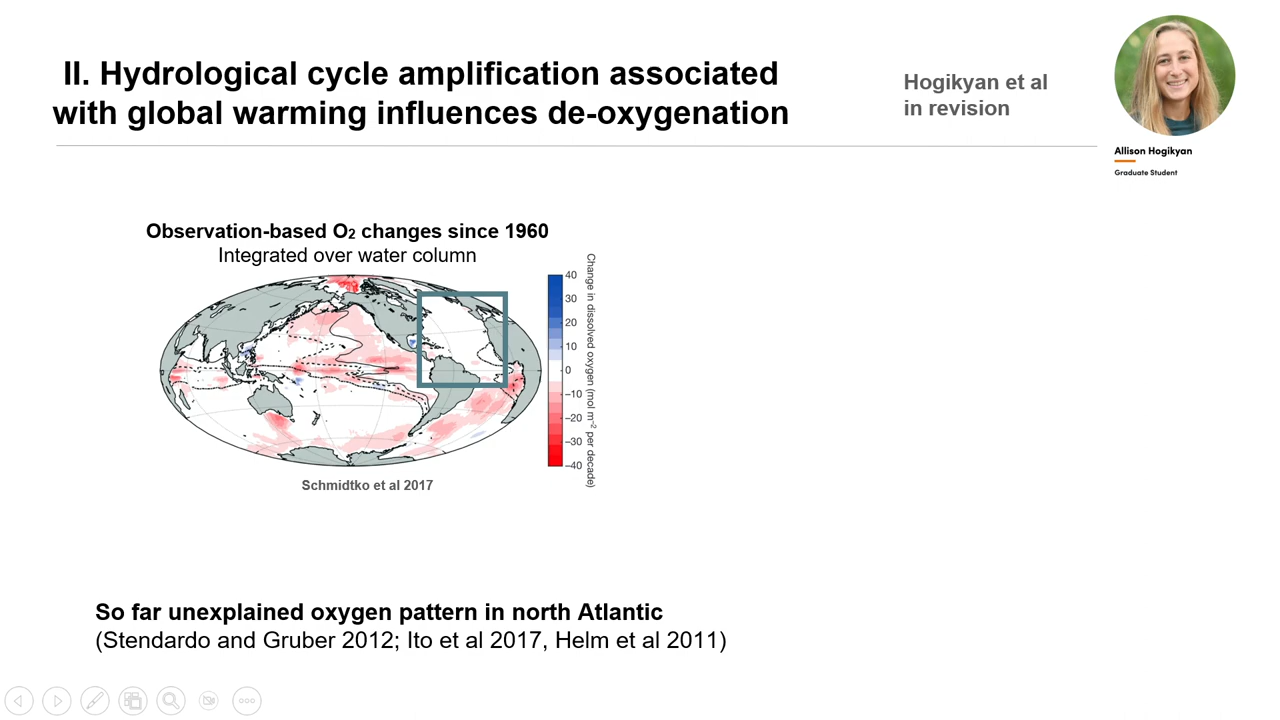 II. Hydrological cycle amplification associated
with global warming influences de-oxygenation
Hogikyan et al
in revision
Allison Hogikyan
Graduate Student
Observation-based O₂ changes since 1960
Integrated over water column
40
30
20
10
0
−10
−20
−30
−40
Change in dissolved oxygen (mol m⁻² per decade)
Schmidtko et al 2017
So far unexplained oxygen pattern in north Atlantic
(Stendardo and Gruber 2012; Ito et al 2017, Helm et al 2011)